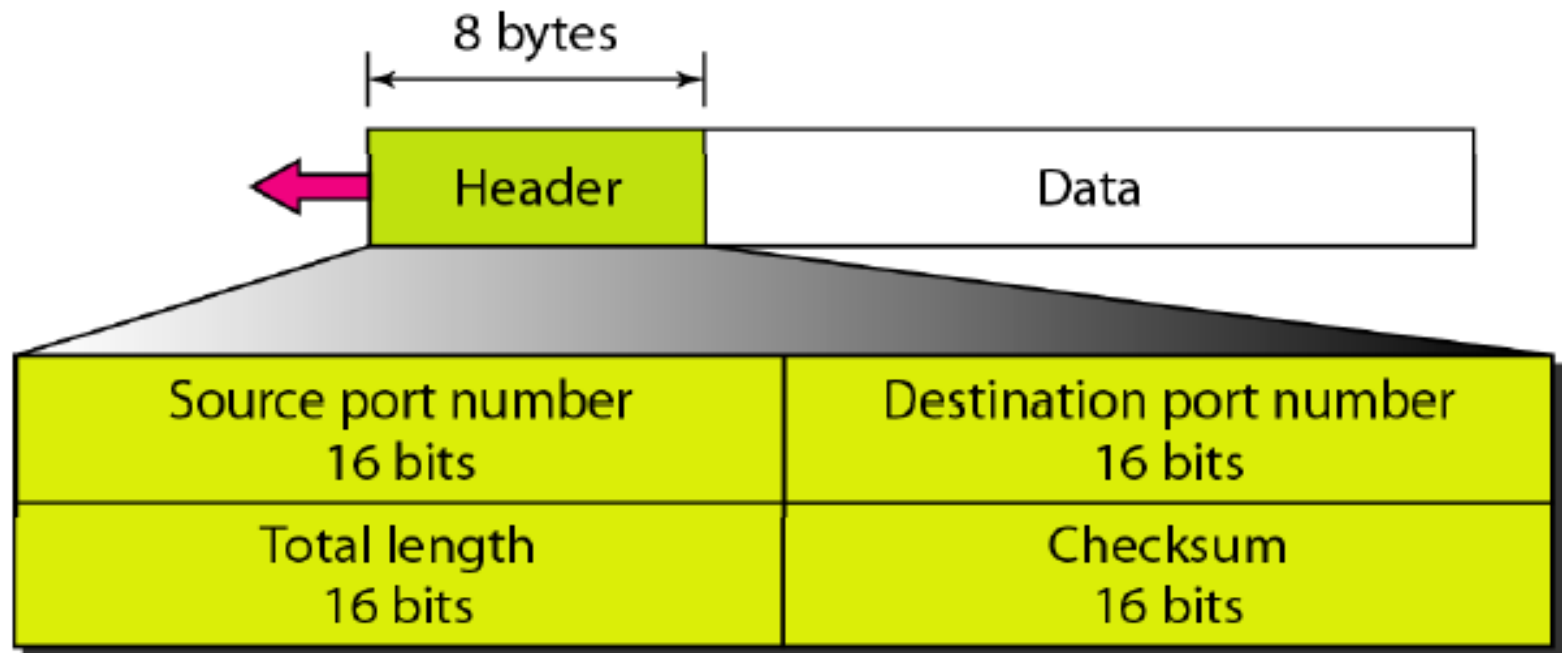 8 bytes
Header
Data
Source port number
16 bits
Destination port number
16 bits
Total length
16 bits
Checksum
16 bits